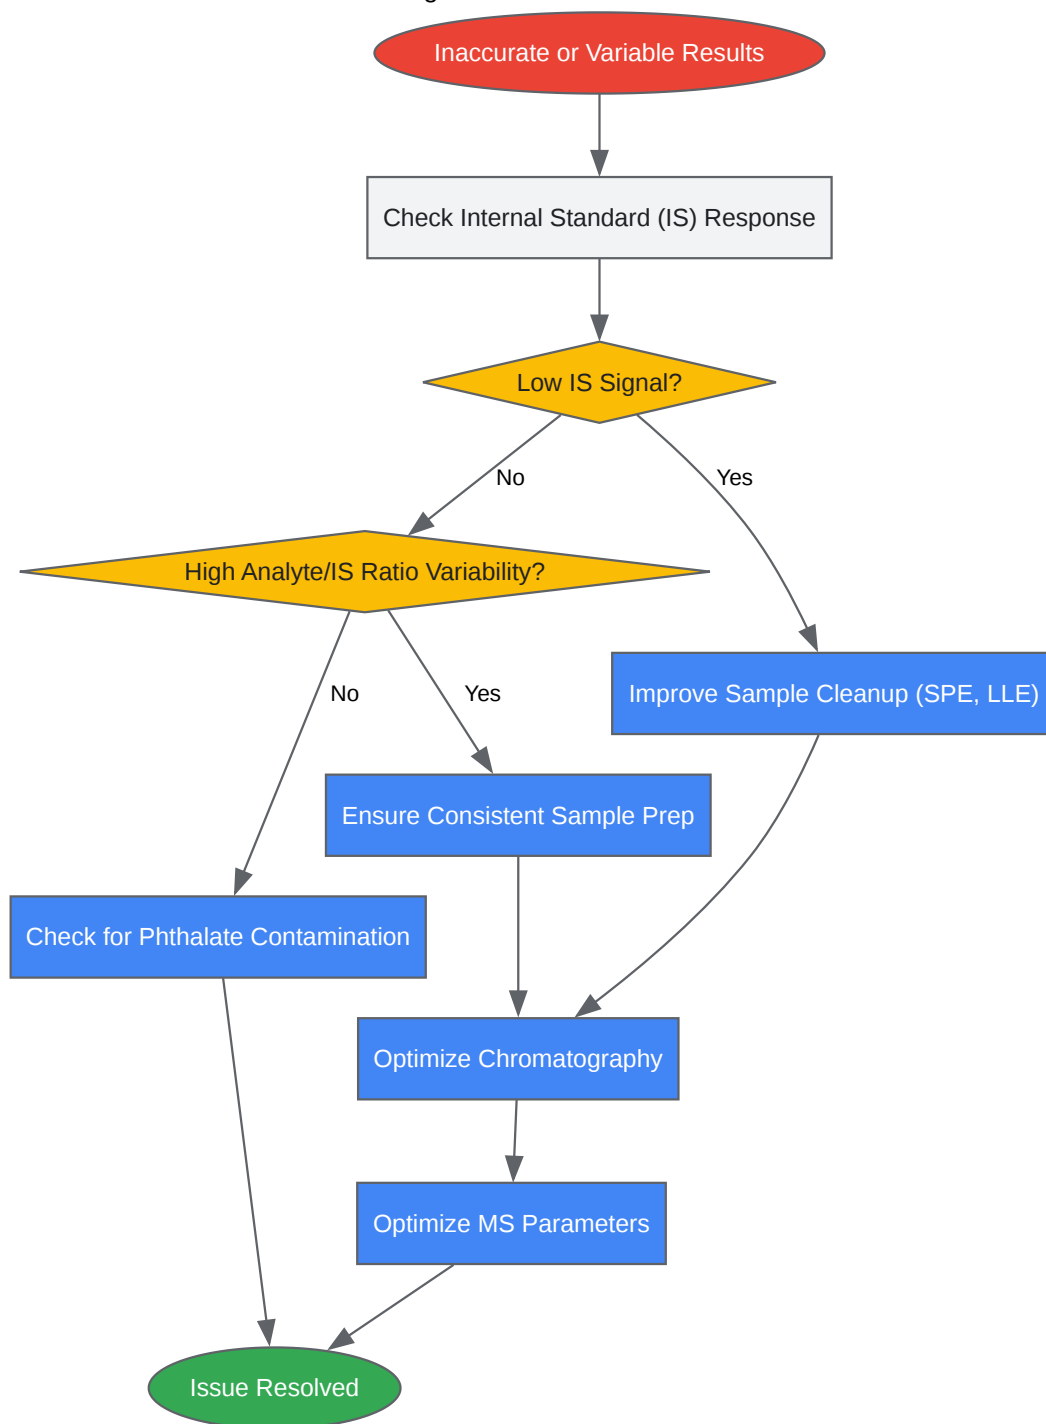 Inaccurate or Variable Results
Check Internal Standard (IS) Response
Low IS Signal?
No
Yes
High Analyte/IS Ratio Variability?
No
Yes
Improve Sample Cleanup (SPE, LLE)
Ensure Consistent Sample Prep
Check for Phthalate Contamination
Optimize Chromatography
Optimize MS Parameters
Issue Resolved